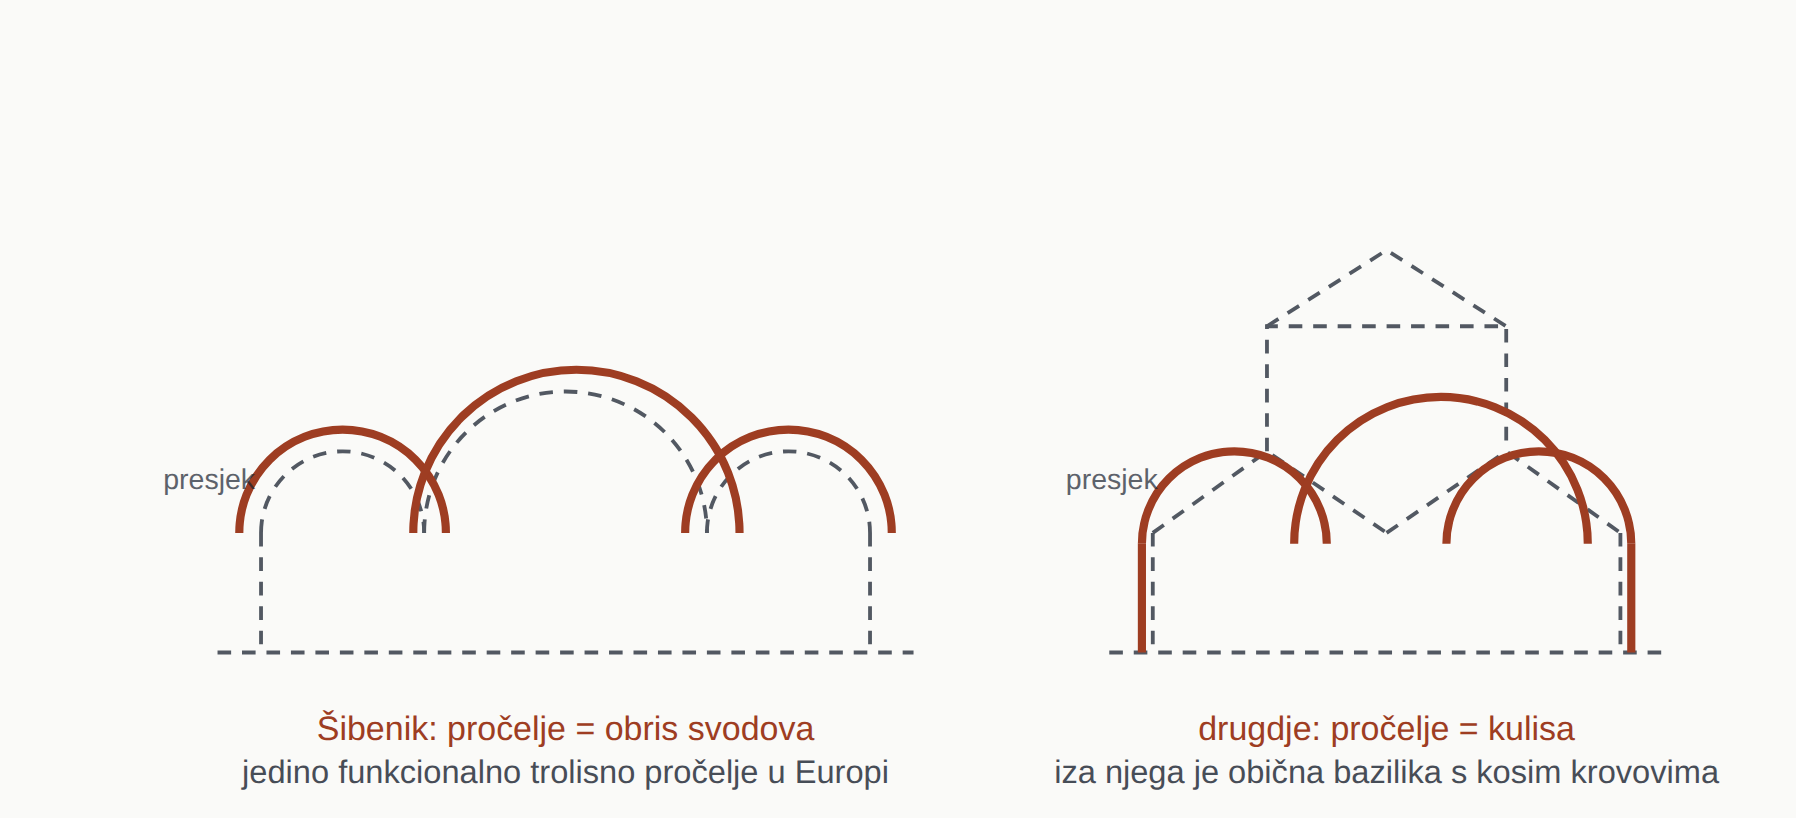 presjek
presjek
Šibenik: pročelje = obris svodova
jedino funkcionalno trolisno pročelje u Europi
drugdje: pročelje = kulisa
iza njega je obična bazilika s kosim krovovima